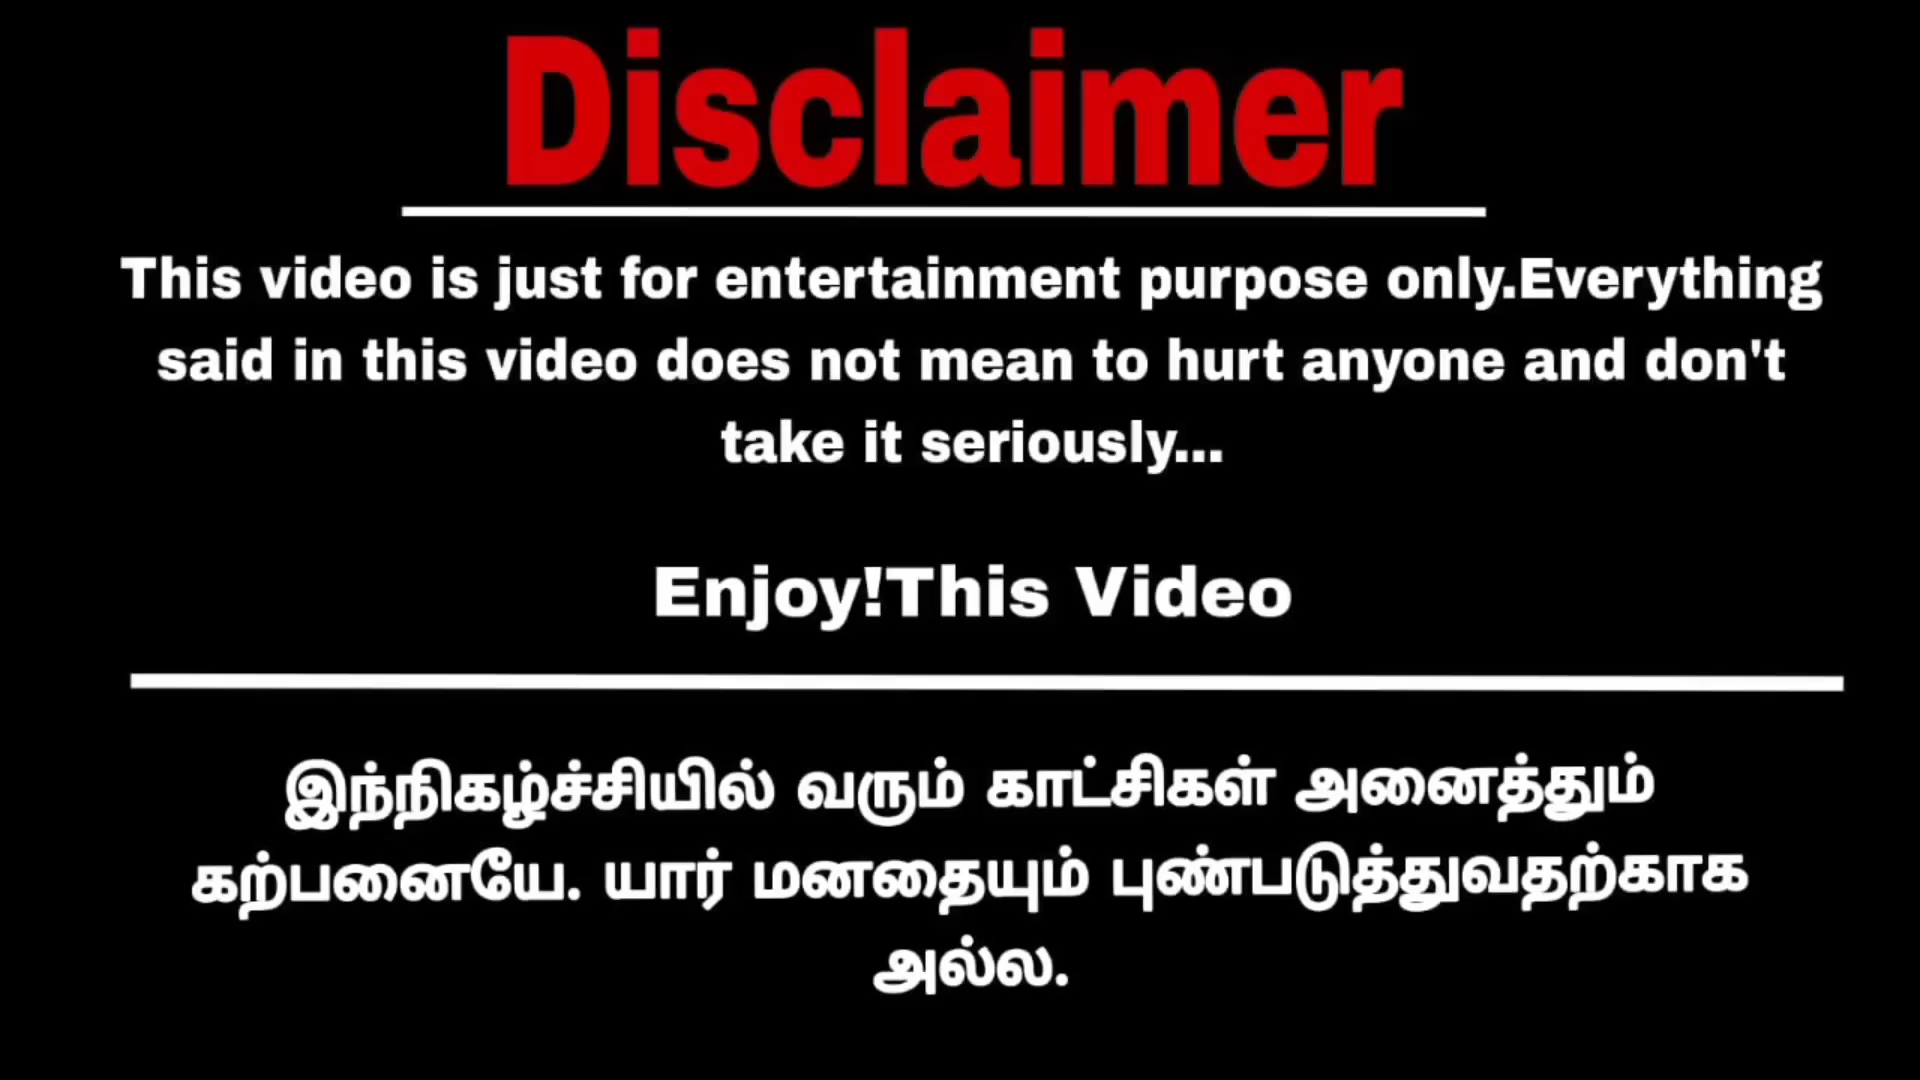 Disclaimer
This video is just for entertainment purpose only.Everything
said in this video does not mean to hurt anyone and don't
take it seriously...
Enjoy!This Video
இந்நிகழ்ச்சியில் வரும் காட்சிகள் அனைத்தும்
கற்பனையே. யார் மனதையும் புண்படுத்துவதற்காக
அல்ல.